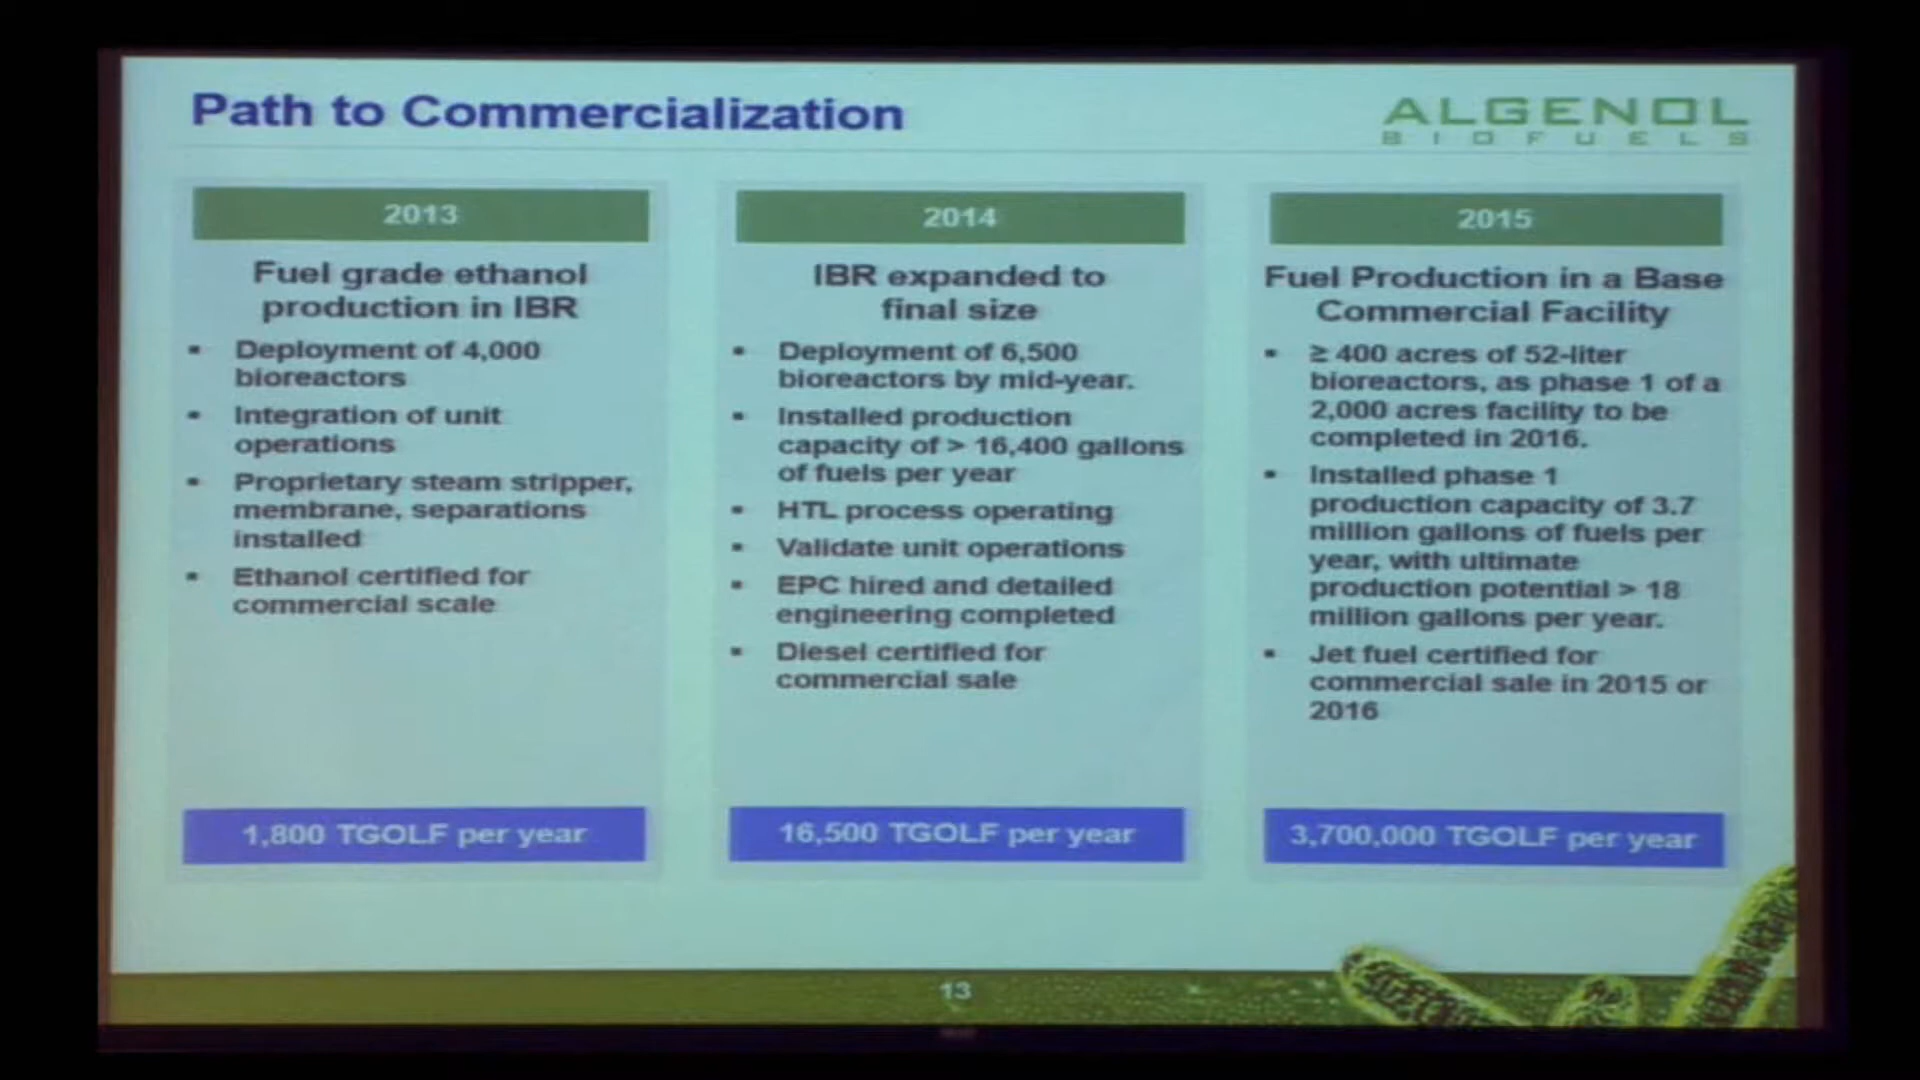 Path to Commercialization
ALGENOL
BIOFUELS
2013
Fuel grade ethanol
production in IBR
▪ Deployment of 4,000
bioreactors
▪ Integration of unit
operations
▪ Proprietary steam stripper,
membrane, separations
installed
▪ Ethanol certified for
commercial scale
1,800 TGOLF per year
2014
IBR expanded to
final size
▪ Deployment of 6,500
bioreactors by mid-year.
▪ Installed production
capacity of > 16,400 gallons
of fuels per year
▪ HTL process operating
▪ Validate unit operations
▪ EPC hired and detailed
engineering completed
▪ Diesel certified for
commercial sale
16,500 TGOLF per year
2015
Fuel Production in a Base
Commercial Facility
▪ ≥ 400 acres of 52-liter
bioreactors, as phase 1 of a
2,000 acres facility to be
completed in 2016.
▪ Installed phase 1
production capacity of 3.7
million gallons of fuels per
year, with ultimate
production potential > 18
million gallons per year.
▪ Jet fuel certified for
commercial sale in 2015 or
2016
3,700,000 TGOLF per year
13